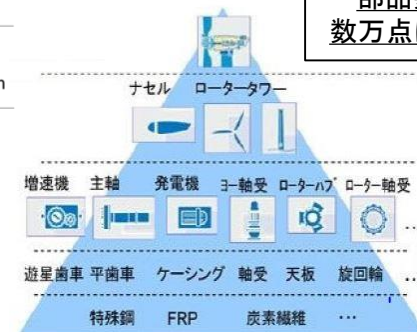 数万点
ナセル ロータータワー
増速機 主軸 発電機 ヨー軸受 ローターハブ ローター軸受
‥
遊星歯車 平歯車 ケーシング 軸受 天板 旋回輪 ‥
特殊鋼 FRP 炭素繊維 …